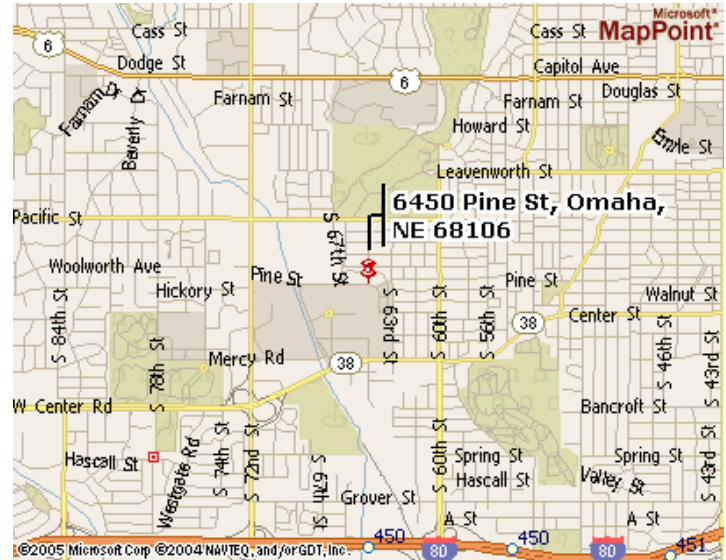 Cass St
Cass St
Microsoft®
MapPoint®
6
Dodge St
Capitol Ave
6
Farnam St
Beverly Dr
Farnam St
Farnam St
Douglas St
Howard St
Emile St
Leavenworth St
6450 Pine St, Omaha,
NE 68106
Pacific St
S 67th St
Woolworth Ave
Hickory St
Pine St
Pine St
Walnut St
S 84th St
S 78th St
S 63rd St
S 60th St
S 56th St
38
Center St
S 46th St
S 43rd St
Mercy Rd
38
W Center Rd
Bancroft St
Hascall St
Westgate Rd
S 74th St
S 72nd St
S 67th St
S 60th St
Spring St
Hascall St
Spring St
Valley St
S 43rd St
Grover St
A St
A St
450
450
451
80
80
©2005 Microsoft Corp ©2004 NAVTEQ, and/or GDT, Inc.